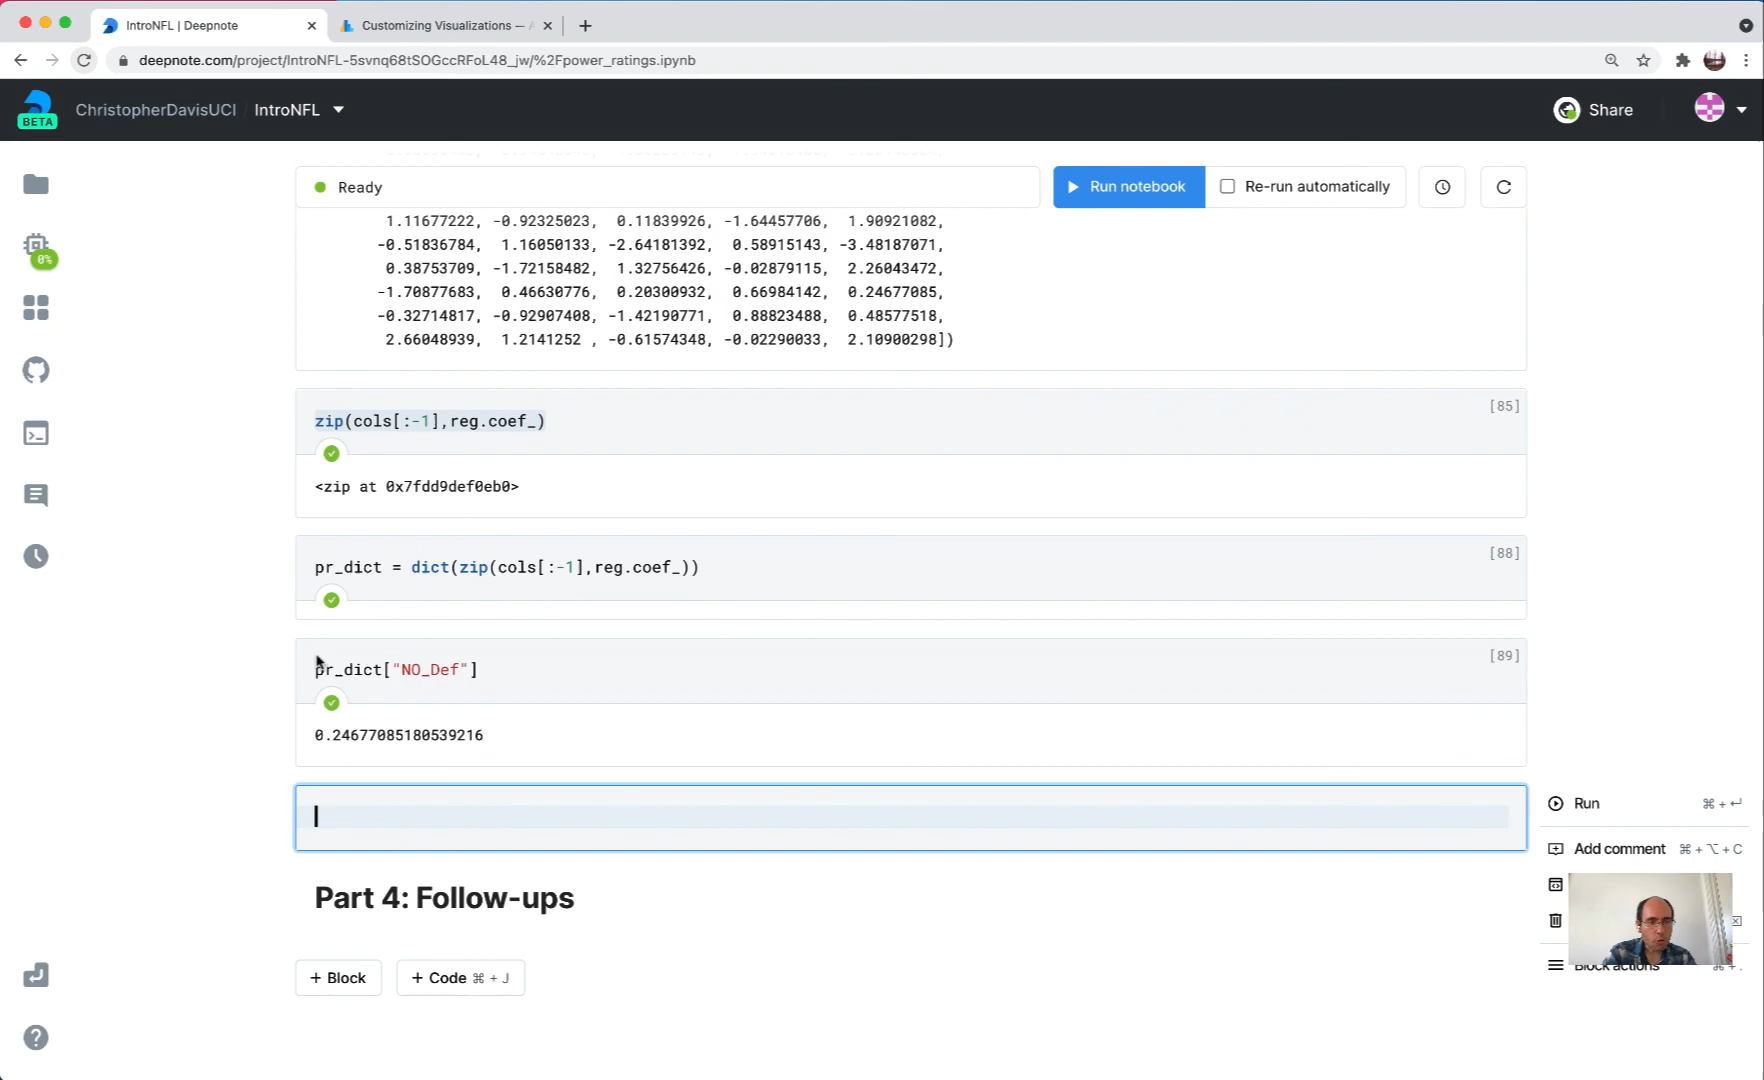 IntroNFL | Deepnote
Customizing Visualizations —
deepnote.com/project/IntroNFL-5svnq68tSOGccRFoL48_jw/%2Fpower_ratings.ipynb
BETA
ChristopherDavisUCI
IntroNFL
Share
Ready
Run notebook
Re-run automatically
0%
1.11677222, -0.92325023, 0.11839926, -1.64457706, 1.90921082,
-0.51836784, 1.16050133, -2.64181392, 0.58915143, -3.48187071,
0.38753709, -1.72158482, 1.32756426, -0.02879115, 2.26043472,
-1.70877683, 0.46630776, 0.20300932, 0.66984142, 0.24677085,
-0.32714817, -0.92907408, -1.42190771, 0.88823488, 0.48577518,
2.66048939, 1.2141252 , -0.61574348, -0.02290033, 2.10900298])
zip(cols[:-1],reg.coef_)
[85]
<zip at 0x7fdd9def0eb0>
pr_dict = dict(zip(cols[:-1],reg.coef_))
[88]
pr_dict["NO_Def"]
[89]
0.24677085180539216
Run ⌘ + ↵
Add comment ⌘ + ⌥ + C
Block actions ⌘ + .
Part 4: Follow-ups
+ Block
+ Code ⌘ + J